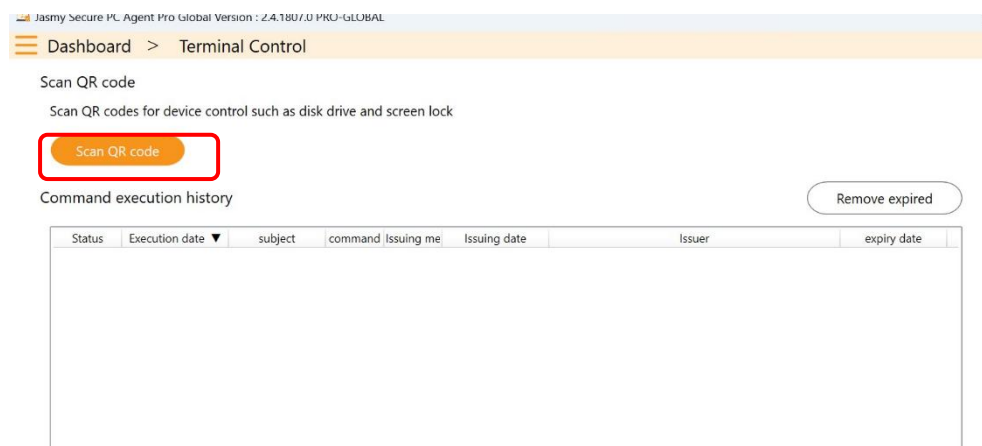 Jasmy Secure PC Agent Pro Global Version : 2.4.1807.0 PRO-GLOBAL
Dashboard > Terminal Control
Scan QR code
Scan QR codes for device control such as disk drive and screen lock
Scan QR code
Command execution history
Remove expired
Status Execution date ▼ subject command Issuing me Issuing date Issuer expiry date